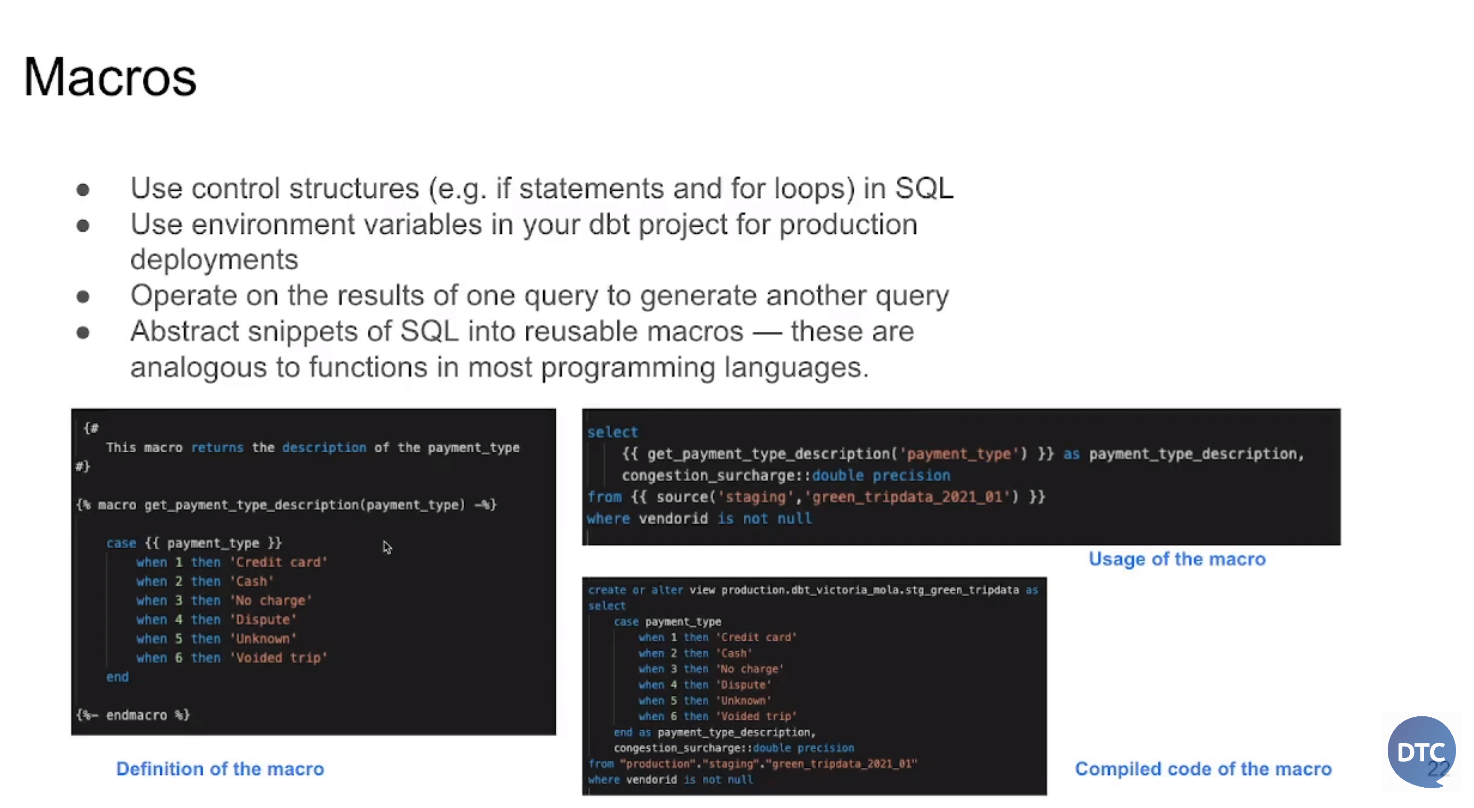 Macros
● Use control structures (e.g. if statements and for loops) in SQL
● Use environment variables in your dbt project for production
deployments
● Operate on the results of one query to generate another query
● Abstract snippets of SQL into reusable macros — these are
analogous to functions in most programming languages.
{#
This macro returns the description of the payment_type
#}
{% macro get_payment_type_description(payment_type) -%}
case {{ payment_type }}
when 1 then 'Credit card'
when 2 then 'Cash'
when 3 then 'No charge'
when 4 then 'Dispute'
when 5 then 'Unknown'
when 6 then 'Voided trip'
end
{%- endmacro %}
Definition of the macro
select
{{ get_payment_type_description('payment_type') }} as payment_type_description,
congestion_surcharge::double precision
from {{ source('staging','green_tripdata_2021_01') }}
where vendorid is not null
Usage of the macro
create or alter view production.dbt_victoria_mola.stg_green_tripdata as
select
case payment_type
when 1 then 'Credit card'
when 2 then 'Cash'
when 3 then 'No charge'
when 4 then 'Dispute'
when 5 then 'Unknown'
when 6 then 'Voided trip'
end as payment_type_description,
congestion_surcharge::double precision
from "production"."staging"."green_tripdata_2021_01"
where vendorid is not null
Compiled code of the macro
DTC
22